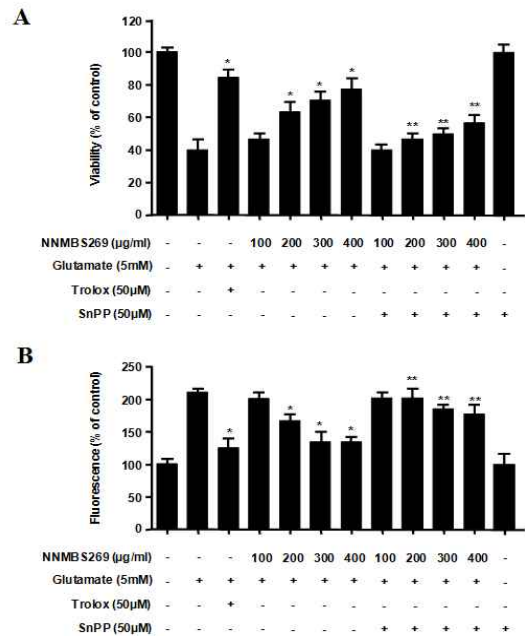 A
120
100
80
60
40
20
0
Viability (% of control)
* * * * ** ** **
NNMBS269 (µg/ml) - - - 100 200 300 400 100 200 300 400 -
Glutamate (5mM) - + + + + + + + + + + -
Trolox (50µM) - - + - - - - - - - - -
SnPP (50µM) - - - - - - - + + + + +
B
250
200
150
100
50
0
Fluorescence (% of control)
* * * * ** ** **
NNMBS269 (µg/ml) - - - 100 200 300 400 100 200 300 400 -
Glutamate (5mM) - + + + + + + + + + + -
Trolox (50µM) - - + - - - - - - - - -
SnPP (50µM) - - - - - - - + + + + +